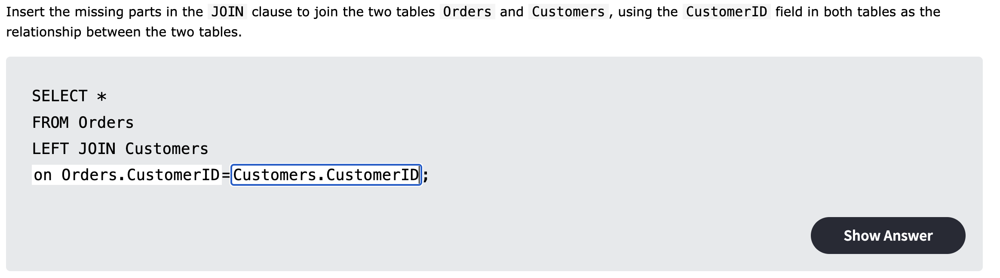 Insert the missing parts in the JOIN clause to join the two tables Orders and Customers, using the CustomerID field in both tables as the
relationship between the two tables.
SELECT *
FROM Orders
LEFT JOIN Customers
on Orders.CustomerID=Customers.CustomerID;
Show Answer